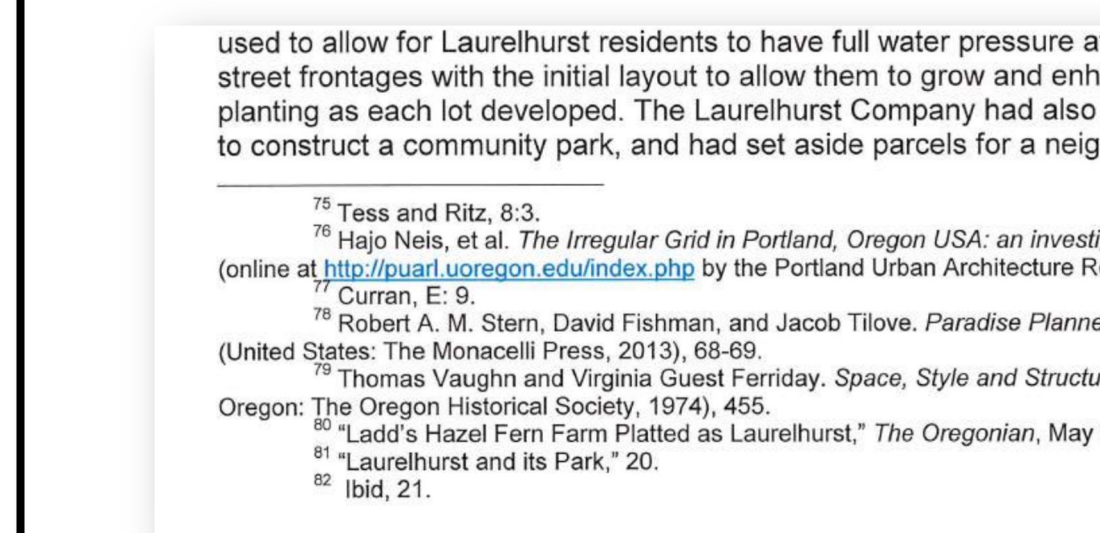 used to allow for Laurelhurst residents to have full water pressure a
street frontages with the initial layout to allow them to grow and enh
planting as each lot developed. The Laurelhurst Company had also
to construct a community park, and had set aside parcels for a neig
75 Tess and Ritz, 8:3.
76 Hajo Neis, et al. The Irregular Grid in Portland, Oregon USA: an investi
(online at http://puarl.uoregon.edu/index.php by the Portland Urban Architecture R
77 Curran, E: 9.
78 Robert A. M. Stern, David Fishman, and Jacob Tilove. Paradise Planne
(United States: The Monacelli Press, 2013), 68-69.
79 Thomas Vaughn and Virginia Guest Ferriday. Space, Style and Structu
Oregon: The Oregon Historical Society, 1974), 455.
80 “Ladd’s Hazel Fern Farm Platted as Laurelhurst,” The Oregonian, May
81 “Laurelhurst and its Park,” 20.
82 Ibid, 21.